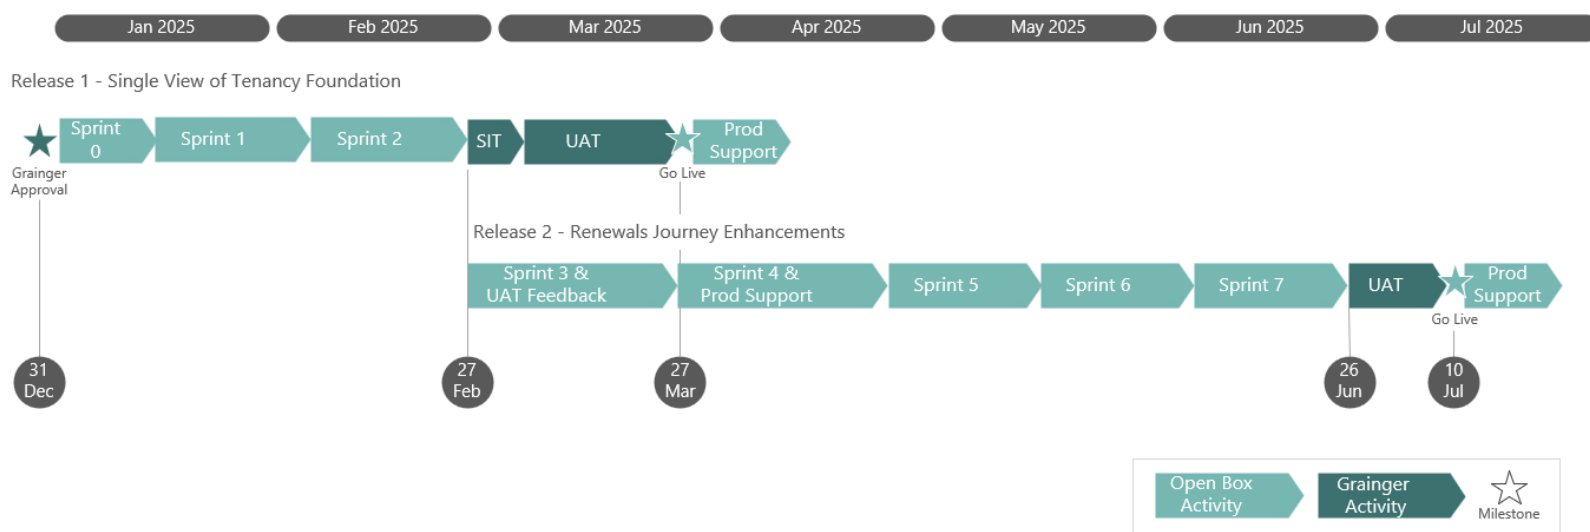 Jan 2025
Feb 2025
Mar 2025
Apr 2025
May 2025
Jun 2025
Jul 2025
Release 1 - Single View of Tenancy Foundation
Sprint
0
Sprint 1
Sprint 2
SIT
UAT
Prod
Support
Grainger
Approval
Go Live
Release 2 - Renewals Journey Enhancements
Sprint 3 &
UAT Feedback
Sprint 4 &
Prod Support
Sprint 5
Sprint 6
Sprint 7
UAT
Prod
Support
Go Live
31
Dec
27
Feb
27
Mar
26
Jun
10
Jul
Open Box
Activity
Grainger
Activity
Milestone